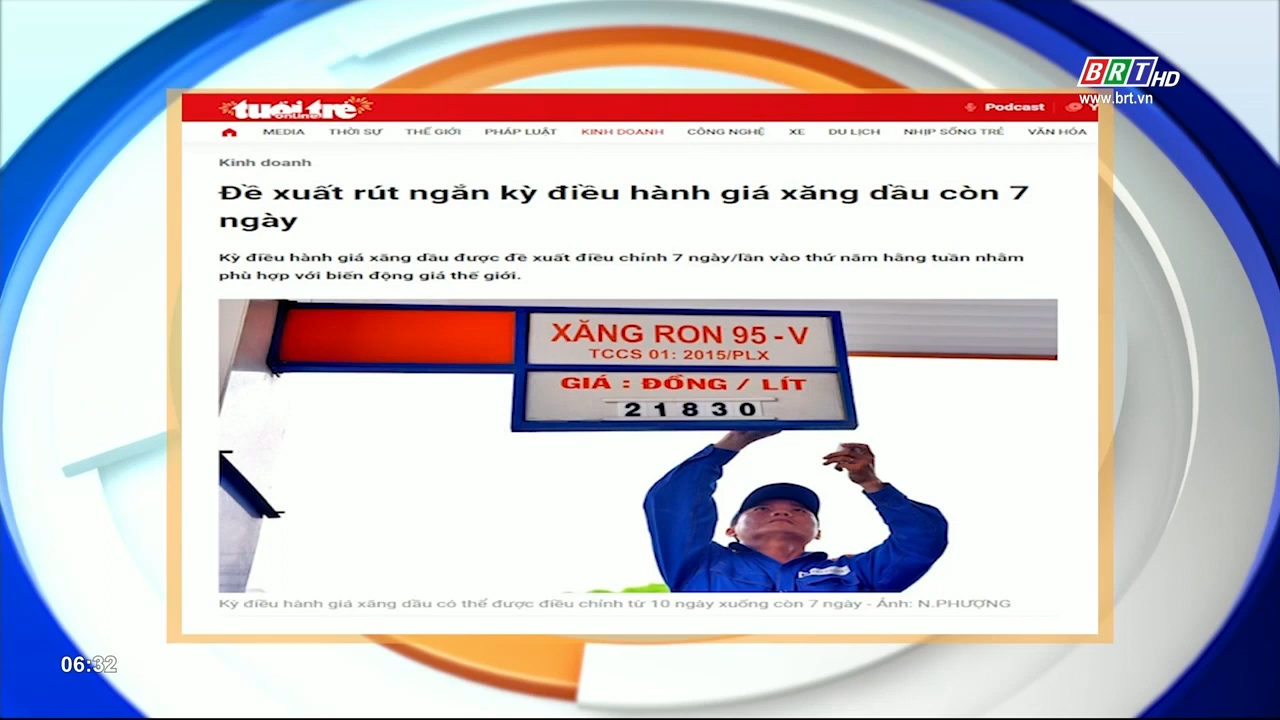 BRT HD
www.brt.vn
tuổi trẻ
online
Podcast
MEDIA THỜI SỰ THẾ GIỚI PHÁP LUẬT KINH DOANH CÔNG NGHỆ XE DU LỊCH NHỊP SỐNG TRẺ VĂN HÓA
Kinh doanh
Đề xuất rút ngắn kỳ điều hành giá xăng dầu còn 7
ngày
Kỳ điều hành giá xăng dầu được đề xuất điều chỉnh 7 ngày/lần vào thứ năm hằng tuần nhằm
phù hợp với biến động giá thế giới.
XĂNG RON 95 - V
TCCS 01: 2015/PLX
GIÁ : ĐỒNG / LÍT
21830
Kỳ điều hành giá xăng dầu có thể được điều chỉnh từ 10 ngày xuống còn 7 ngày - Ảnh: N.PHƯỢNG
06:32